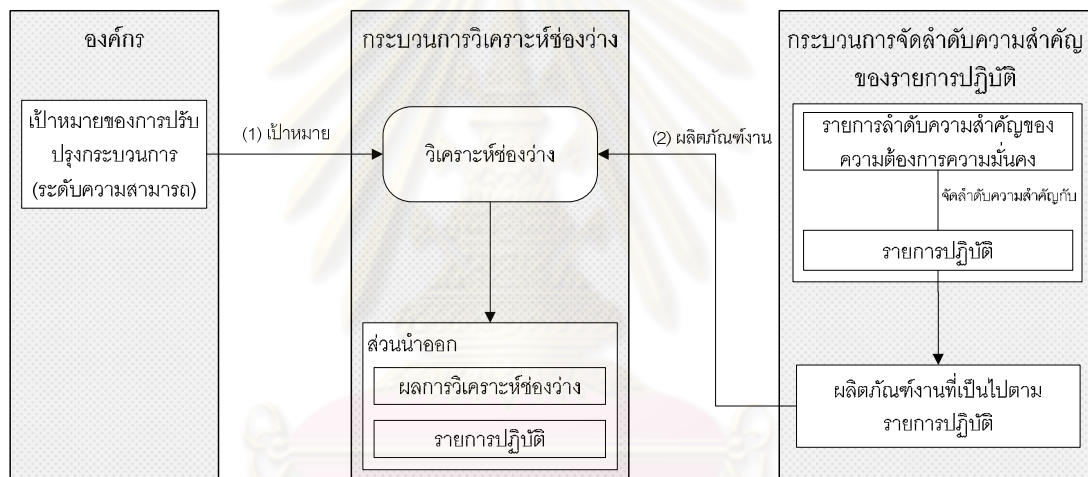 องค์กร
เป้าหมายของการปรับ
ปรุงกระบวนการ
(ระดับความสามารถ)
(1) เป้าหมาย
กระบวนการวิเคราะห์ช่องว่าง
วิเคราะห์ช่องว่าง
ส่วนนำออก
ผลการวิเคราะห์ช่องว่าง
รายการปฏิบัติ
(2) ผลิตภัณฑ์งาน
กระบวนการจัดลำดับความสำคัญ
ของรายการปฏิบัติ
รายการลำดับความสำคัญของ
ความต้องการความมั่นคง
จัดลำดับความสำคัญกับ
รายการปฏิบัติ
ผลิตภัณฑ์งานที่เป็นไปตาม
รายการปฏิบัติ